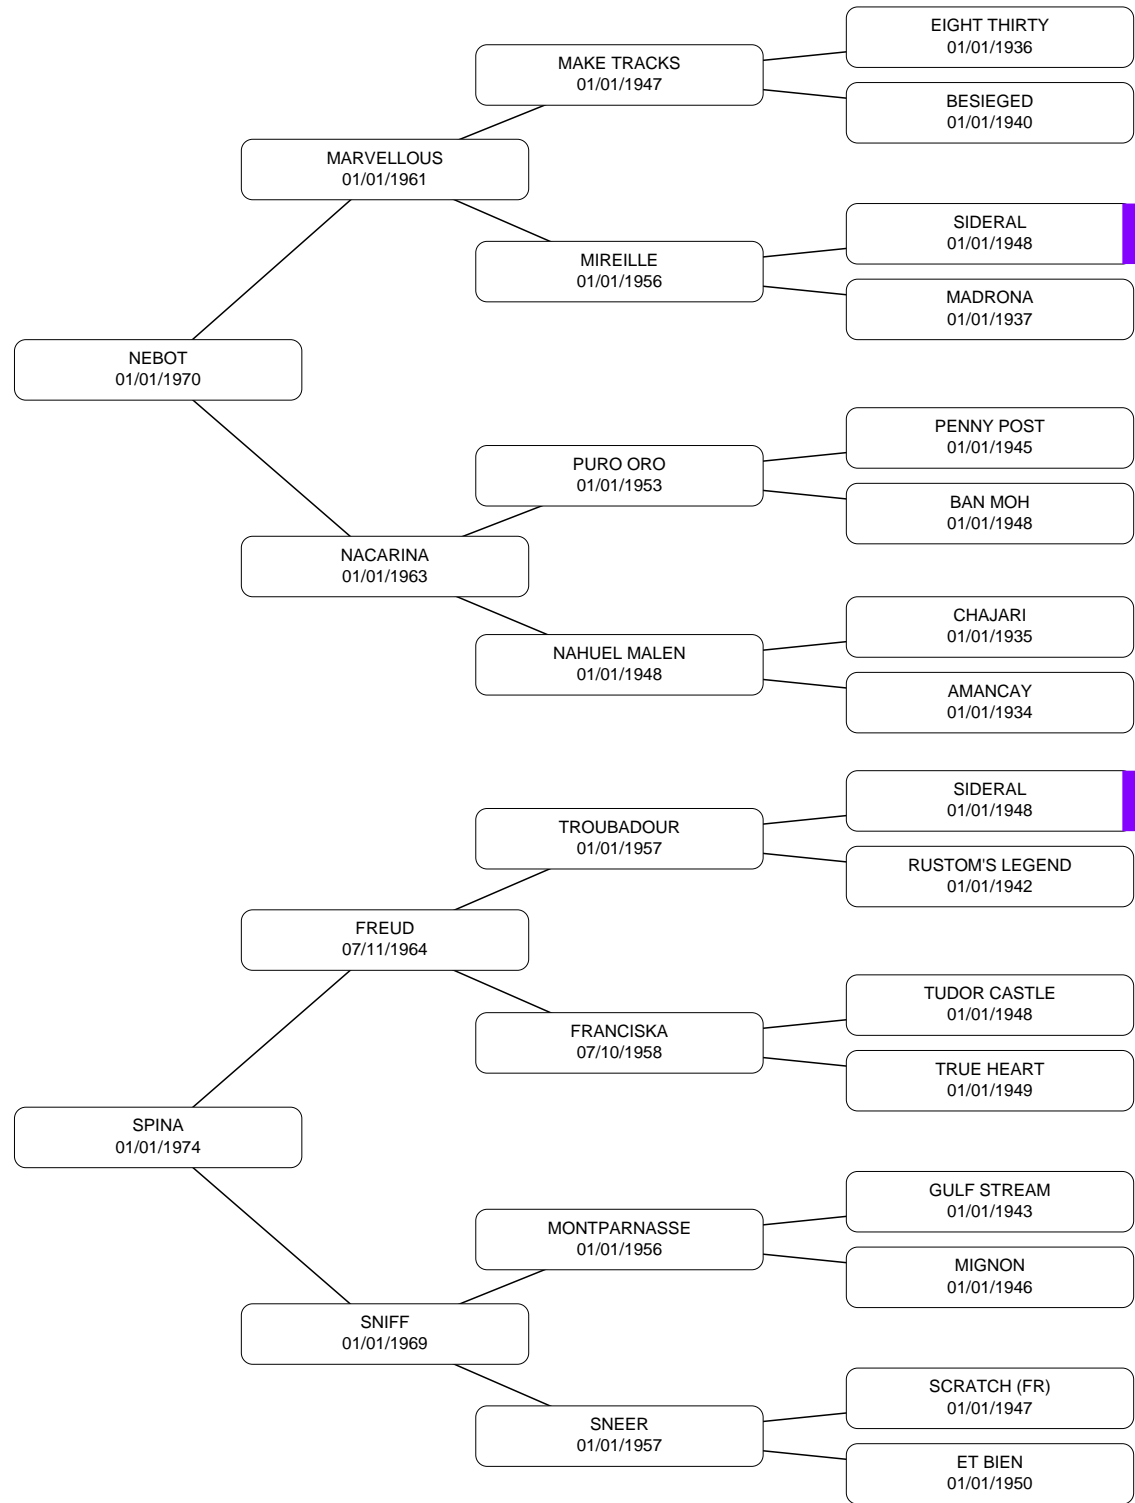 EIGHT THIRTY
01/01/1936
MAKE TRACKS
01/01/1947
BESIEGED
01/01/1940
MARVELLOUS
01/01/1961
SIDERAL
01/01/1948
MIREILLE
01/01/1956
MADRONA
01/01/1937
NEBOT
01/01/1970
PENNY POST
01/01/1945
PURO ORO
01/01/1953
BAN MOH
01/01/1948
NACARINA
01/01/1963
CHAJARI
01/01/1935
NAHUEL MALEN
01/01/1948
AMANCAY
01/01/1934
SIDERAL
01/01/1948
TROUBADOUR
01/01/1957
RUSTOM'S LEGEND
01/01/1942
FREUD
07/11/1964
TUDOR CASTLE
01/01/1948
FRANCISKA
07/10/1958
TRUE HEART
01/01/1949
SPINA
01/01/1974
GULF STREAM
01/01/1943
MONTPARNASSE
01/01/1956
MIGNON
01/01/1946
SNIFF
01/01/1969
SCRATCH (FR)
01/01/1947
SNEER
01/01/1957
ET BIEN
01/01/1950